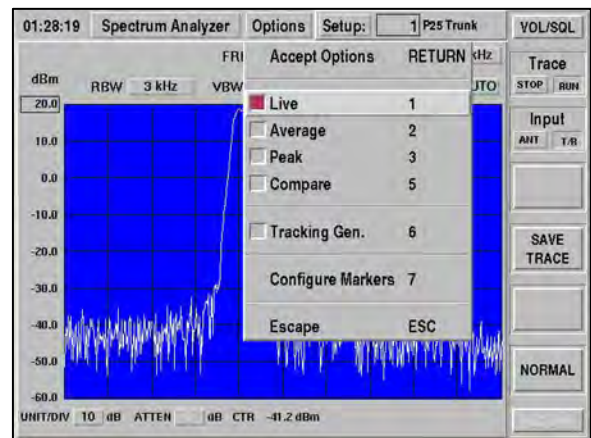 01:28:19 Spectrum Analyzer Options Setup: 1 P25 Trunk VOL/SQL
Accept Options RETURN
kHz
dBm RBW 3 kHz VBW
Trace
STOP RUN
20.0
Live 1
Input
ANT T/R
10.0
Average 2
Peak 3
0.0
Compare 5
-10.0
Tracking Gen. 6
SAVE
TRACE
-20.0
-30.0
Configure Markers 7
-40.0
Escape ESC
-50.0
NORMAL
-60.0
UNIT/DIV 10 dB ATTEN dB CTR -41.2 dBm